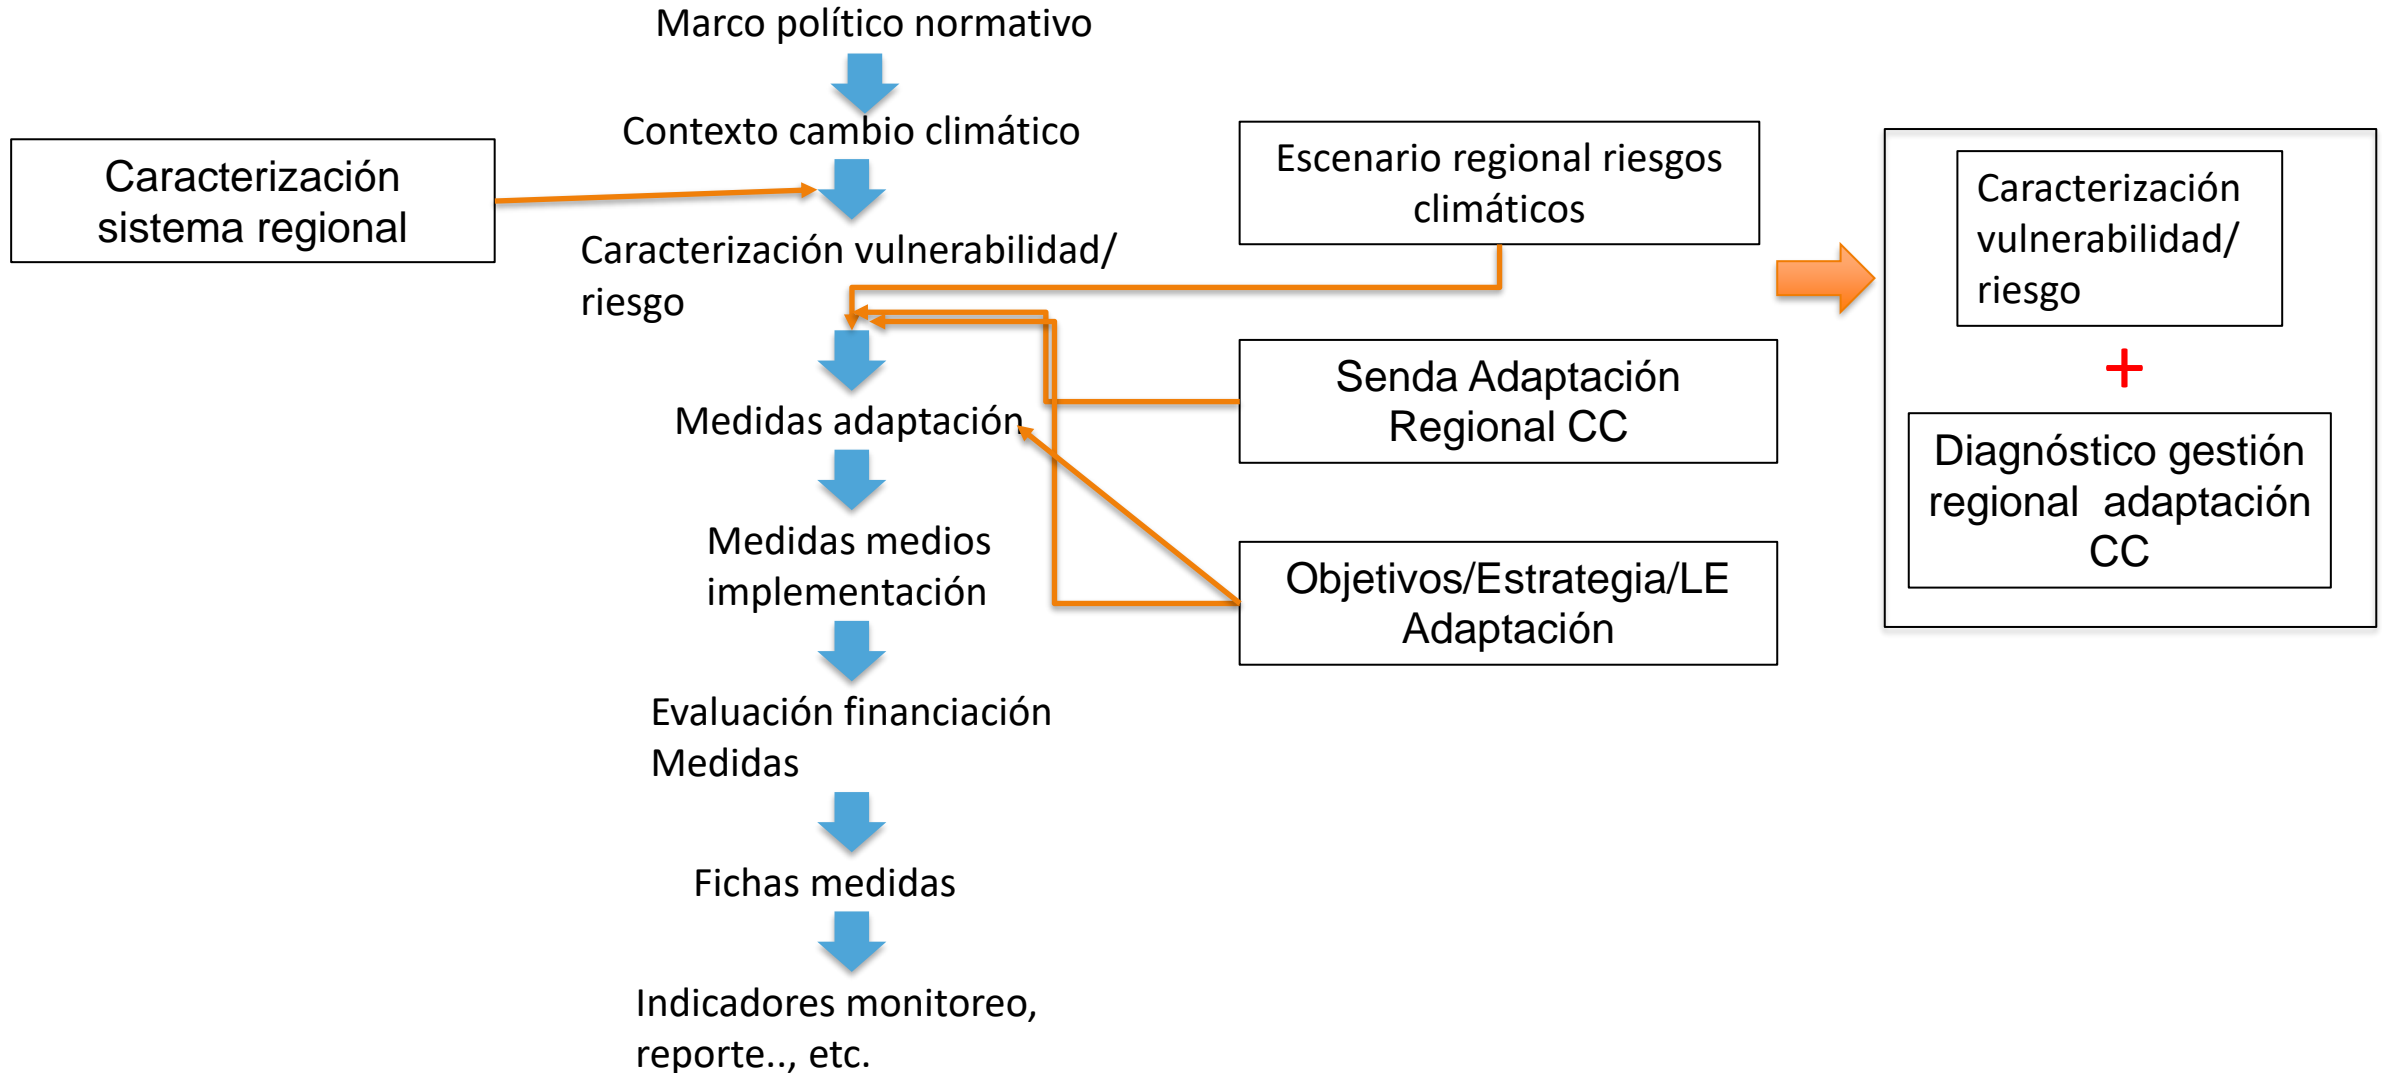 Marco político normativo
Contexto cambio climático
Caracterización
sistema regional
Caracterización vulnerabilidad/
riesgo
Medidas adaptación
Medidas medios
implementación
Evaluación financiación
Medidas
Fichas medidas
Indicadores monitoreo,
reporte.., etc.
Escenario regional riesgos
climáticos
Senda Adaptación
Regional CC
Objetivos/Estrategia/LE
Adaptación
Caracterización
vulnerabilidad/
riesgo
+
Diagnóstico gestión
regional  adaptación
CC